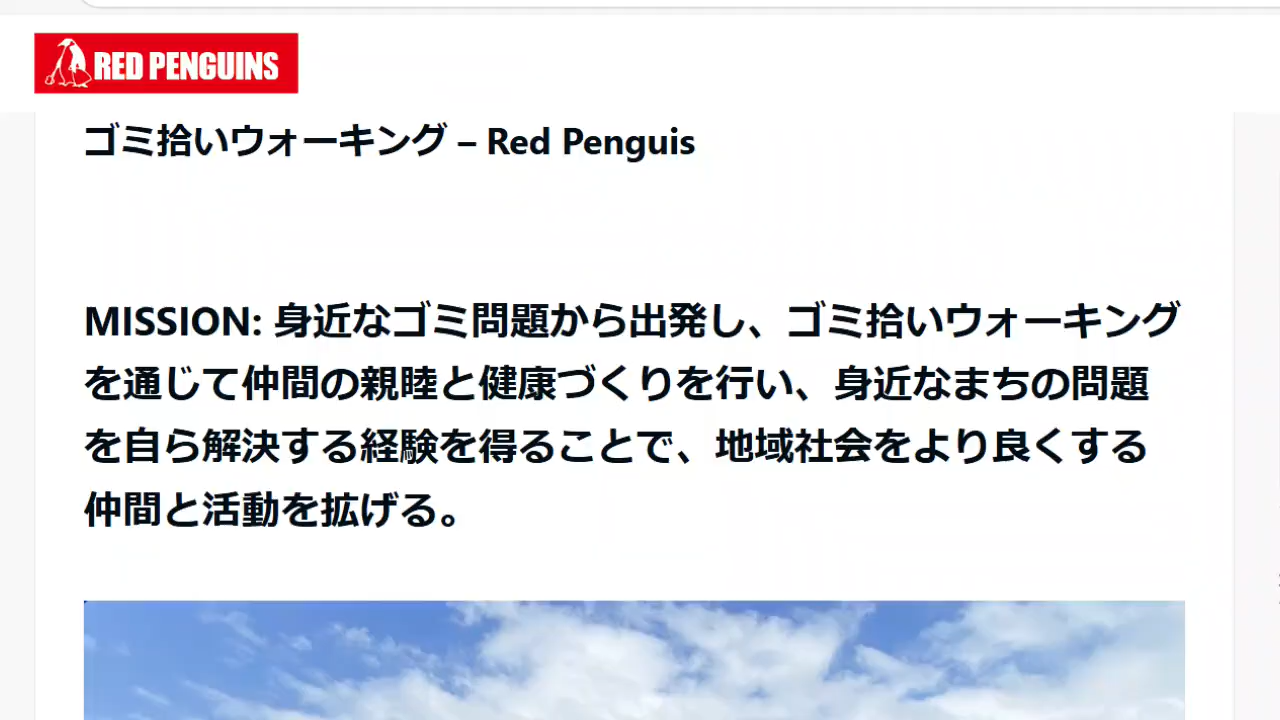 RED PENGUINS
ゴミ拾いウォーキング – Red Penguis
MISSION: 身近なゴミ問題から出発し、ゴミ拾いウォーキング
を通じて仲間の親睦と健康づくりを行い、身近なまちの問題
を自ら解決する経験を得ることで、地域社会をより良くする
仲間と活動を拡げる。